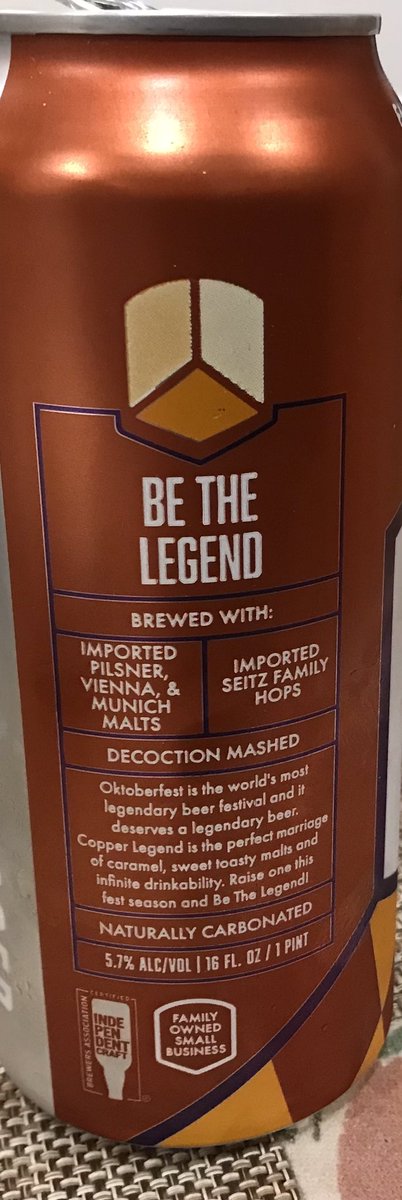 BE THE
LEGEND
BREWED WITH:
IMPORTED
PILSNER,
VIENNA, &
MUNICH
MALTS
IMPORTED
SEITZ FAMILY
HOPS
DECOCTION MASHED
Oktoberfest is the world's most
legendary beer festival and it
deserves a legendary beer.
Copper Legend is the perfect marriage
of caramel, sweet toasty malts and
infinite drinkability. Raise one this
fest season and Be The Legend!
NATURALLY CARBONATED
5.7% ALC/VOL | 16 FL. OZ / 1 PINT
CERTIFIED
BREWERS ASSOCIATION
INDE
PEN
DENT
CRAFT
FAMILY
OWNED
SMALL
BUSINESS